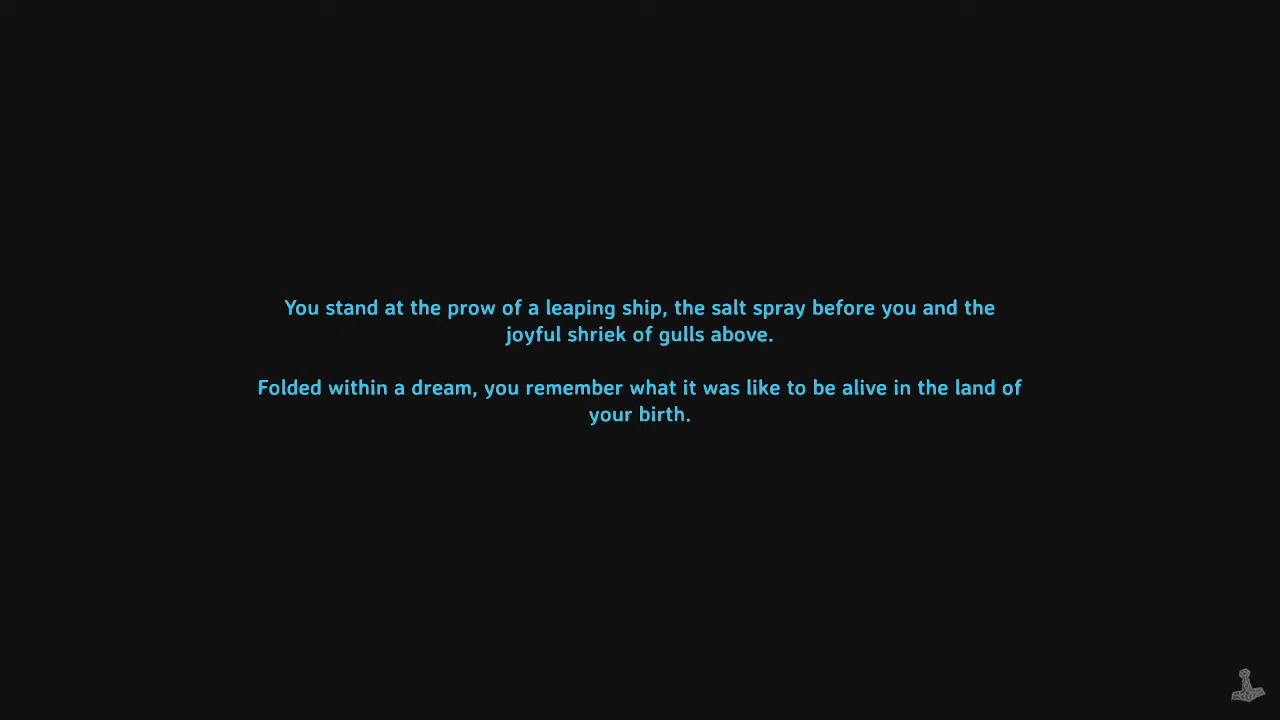 You stand at the prow of a leaping ship, the salt spray before you and the
joyful shriek of gulls above.
Folded within a dream, you remember what it was like to be alive in the land of
your birth.